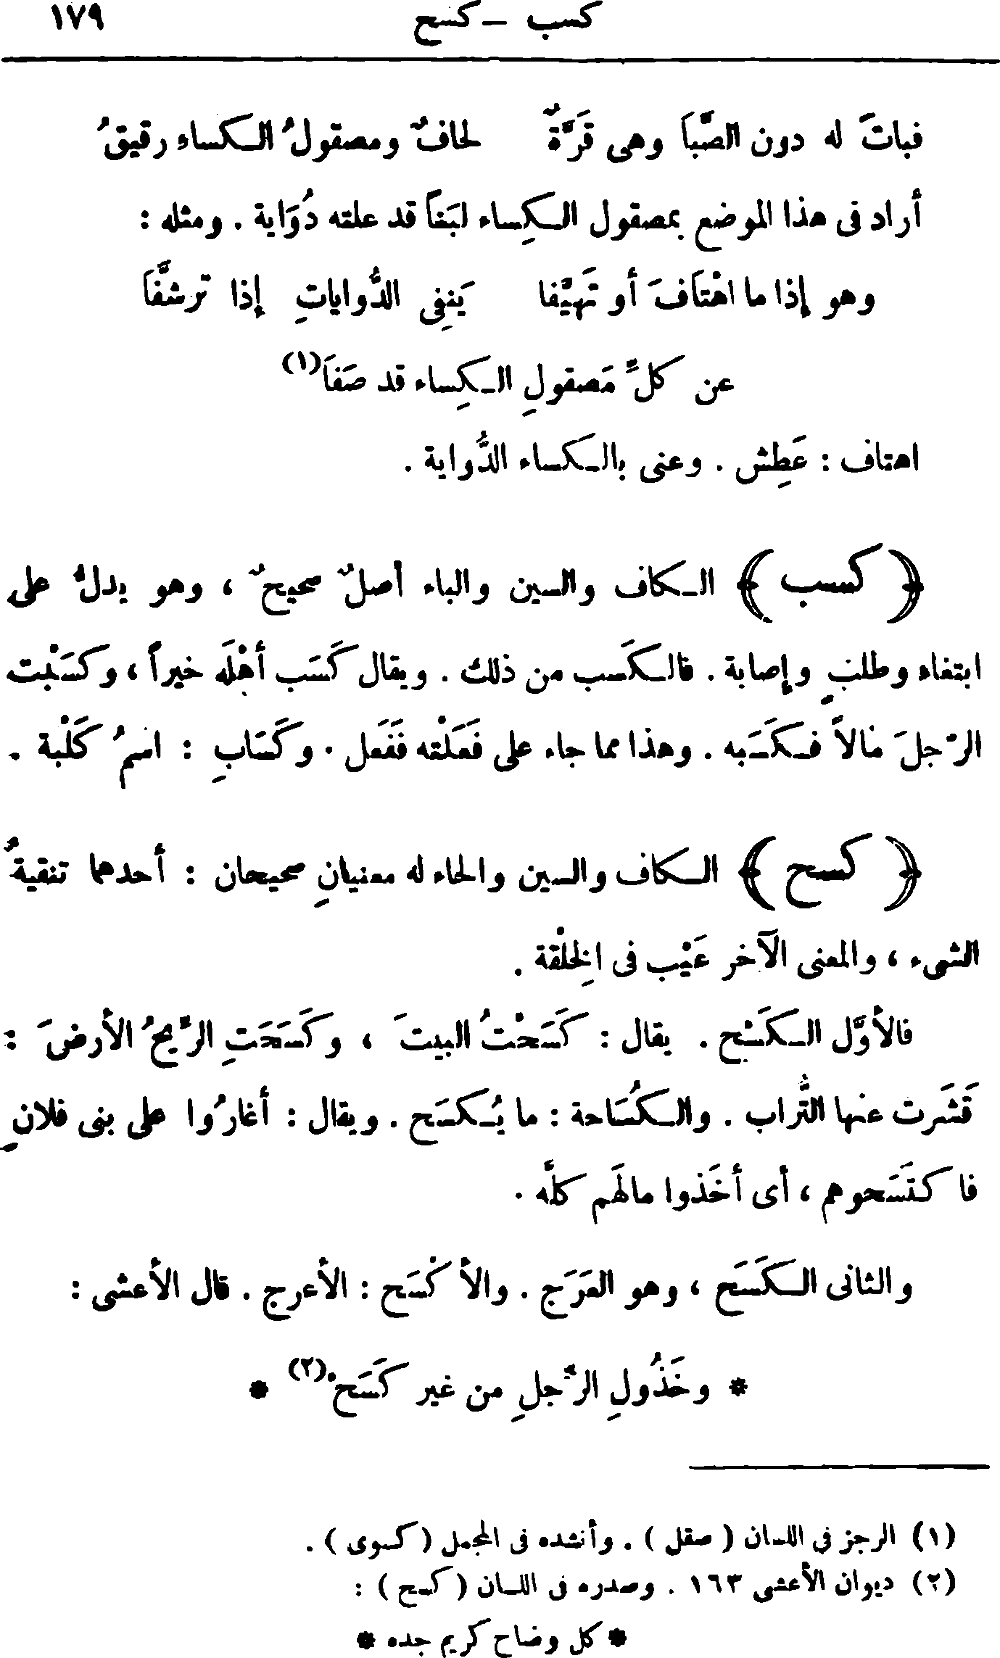 كسب – كسح ١٧٩
فباتَ له دون الصَّبَا وهى قَرَّةٌ لحافٌ ومصقولُ الكساء رقيقُ
أراد فى هذا الموضع بمصقول الكِساء لبَناً قد علته دُوَاية . ومثله :
وهو إذا ما اهْتَافَ أو تَهيَّفا يَنفِى الدُّواياتِ إذا ترشَّفَا
عن كلِّ مَصقولِ الكِساء قد صَفَا(١)
اهتاف : عَطِش . وعنى بالكساء الدُّواية .
﴿ كسب ﴾ الكاف والسين والباء أصلٌ صحيحٌ ، وهو يدلُّ على
ابتغاء وطلبٍ وإصابة . فالكَسب من ذلك . ويقال كَسَب أهْلَه خيراً ، وكسَبْت
الرّجلَ مالاً فكَسَبه . وهذا مما جاء على فَعَلْته ففَعل . وكَسَابِ : اسمُ كَلْبة .
﴿ كسح ﴾ الكاف والسين والحاء له معنيانِ صحيحان : أحدهما تنقيةُ
الشىء ، والمعنى الآخر عَيْب فى الخِلْقة .
فالأوَّل الكَسْح . يقال : كَسَحْتُ البيتَ ، وكَسَحَتِ الرِّيحُ الأرضَ :
قَشَرت عنها التُّراب . والكُسَاحة : ما يُكسَح . ويقال : أغارُوا على بنى فلانٍ
فاكتَسَحوهم ، أى أخَذوا مالَهم كلَّه .
والثانى الكَسَح ، وهو العَرَج . والأكْسَح : الأعرج . قال الأعشى :
* وخَذُولِ الرِّجلِ من غير كَسَحْ(٢) *
(١) الرجز فى اللسان ( صقل ) . وأنشده فى المجمل ( كسوى ) .
(٢) ديوان الأعشى ١٦٣ . وصدره فى اللسان ( كسح ) :
* كل وضاح كريم جده *